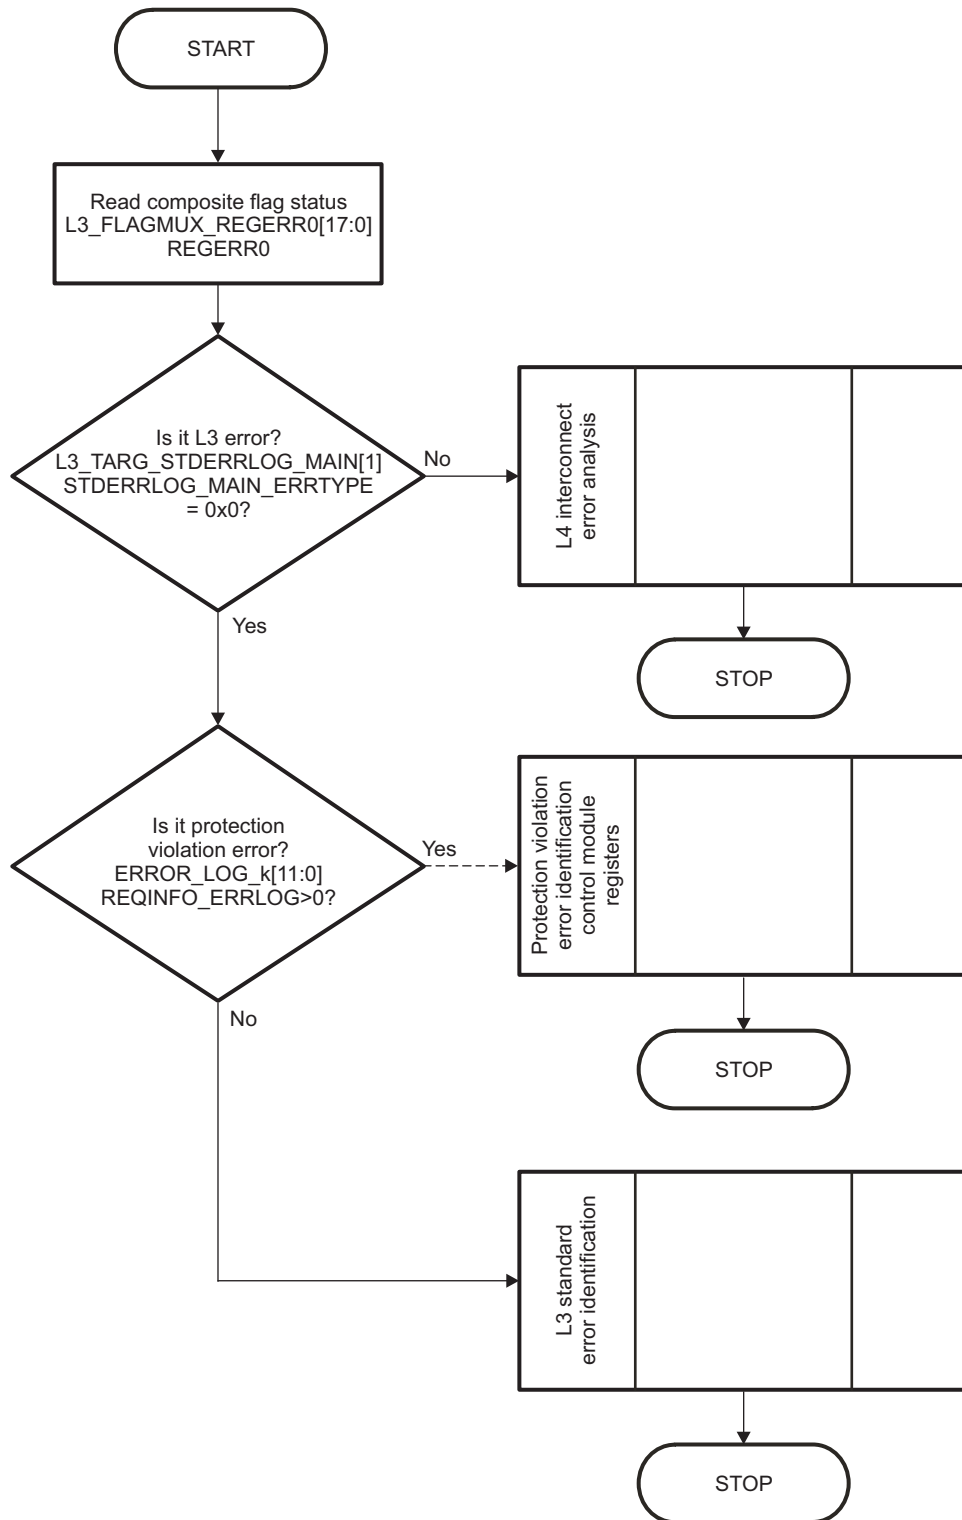 START
Read composite flag status
L3_FLAGMUX_REGERR0[17:0]
REGERR0
Is it L3 error?
L3_TARG_STDERRLOG_MAIN[1]
STDERRLOG_MAIN_ERRTYPE
= 0x0?
No
L4 interconnect
error analysis
Yes
STOP
Is it protection
violation error?
ERROR_LOG_k[11:0]
REQINFO_ERRLOG>0?
Yes
Protection violation
error identification
control module
registers
No
STOP
L3 standard
error identification
STOP